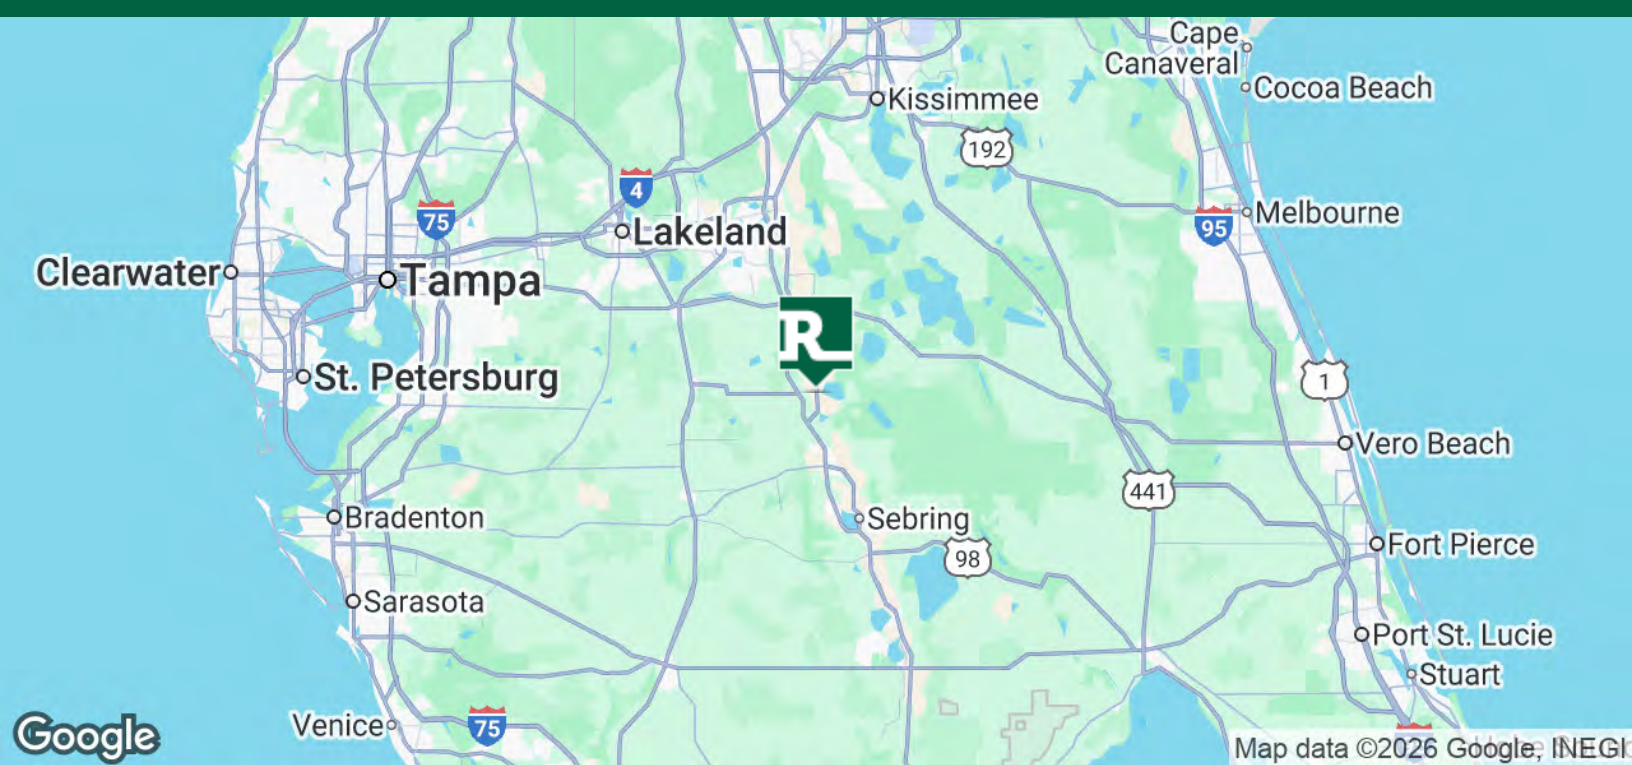 Cape
Canaveral
Cocoa Beach
Kissimmee
192
4
75
Lakeland
95
Melbourne
Clearwater
Tampa
R
St. Petersburg
1
Vero Beach
441
Bradenton
Sebring
98
Fort Pierce
Sarasota
Port St. Lucie
Stuart
Venice
75
Google
Map data ©2026 Google, INEGI